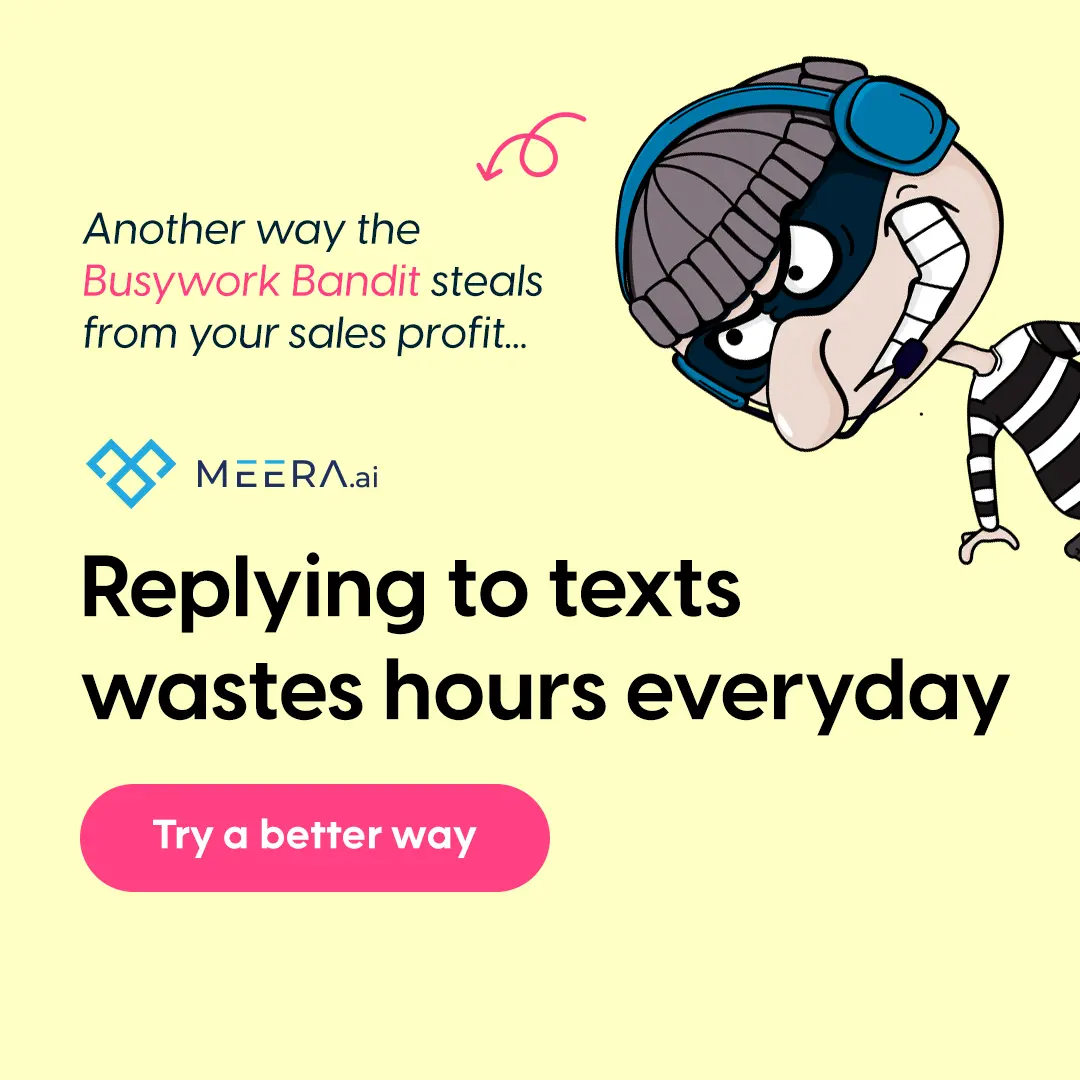 Another way the
Busywork Bandit steals
from your sales profit...
MEERA.ai
Replying to texts
wastes hours everyday
Try a better way